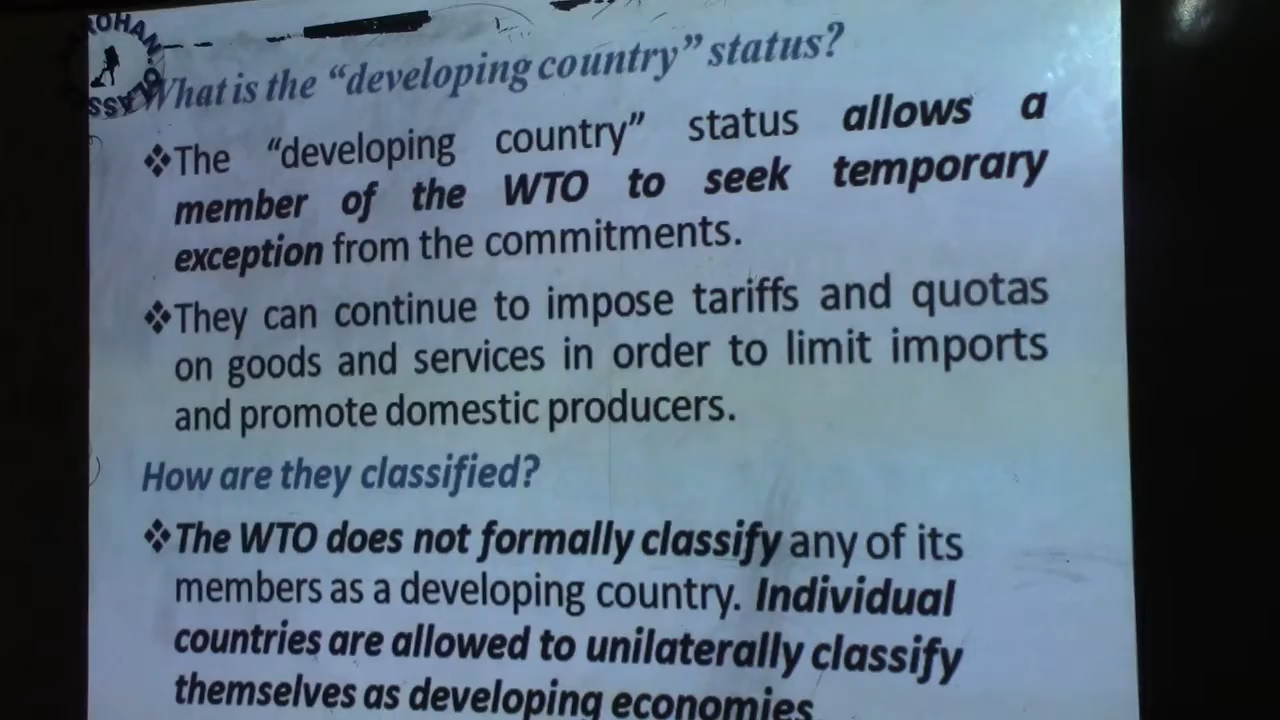 What is the “developing country” status?
❖The “developing country” status allows a
member of the WTO to seek temporary
exception from the commitments.
❖They can continue to impose tariffs and quotas
on goods and services in order to limit imports
and promote domestic producers.
How are they classified?
❖The WTO does not formally classify any of its
members as a developing country. Individual
countries are allowed to unilaterally classify
themselves as developing economies